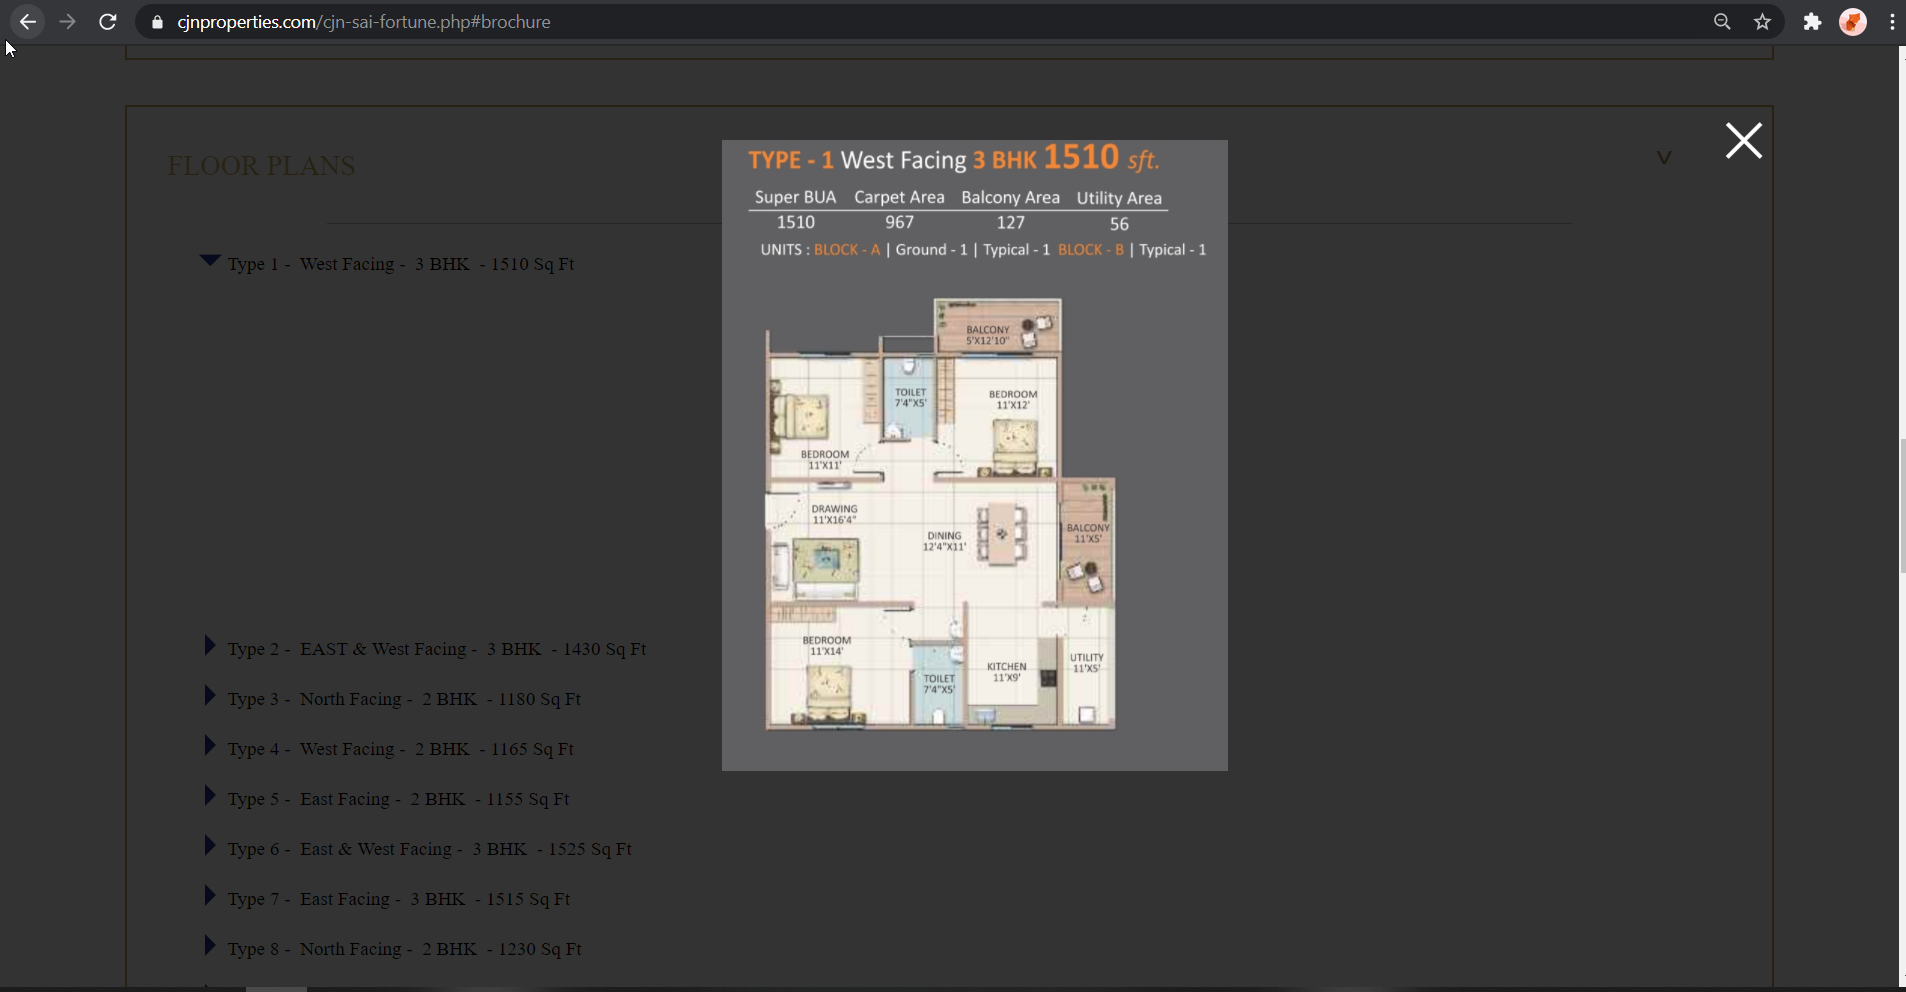 cjnproperties.com/cjn-sai-fortune.php#brochure
FLOOR PLANS
V
Type 1 - West Facing - 3 BHK - 1510 Sq Ft
TYPE - 1 West Facing 3 BHK 1510 sft.
Super BUA Carpet Area Balcony Area Utility Area
1510 967 127 56
UNITS : BLOCK - A | Ground - 1 | Typical - 1 BLOCK - B | Typical - 1
BALCONY
5'X12'10"
TOILET
7'4"X5'
BEDROOM
11'X12'
BEDROOM
11'X11'
DRAWING
11'X16'4"
DINING
12'4"X11'
BALCONY
11'X5'
BEDROOM
11'X14'
TOILET
7'4"X5'
KITCHEN
11'X9'
UTILITY
11'X5'
Type 2 - EAST & West Facing - 3 BHK - 1430 Sq Ft
Type 3 - North Facing - 2 BHK - 1180 Sq Ft
Type 4 - West Facing - 2 BHK - 1165 Sq Ft
Type 5 - East Facing - 2 BHK - 1155 Sq Ft
Type 6 - East & West Facing - 3 BHK - 1525 Sq Ft
Type 7 - East Facing - 3 BHK - 1515 Sq Ft
Type 8 - North Facing - 2 BHK - 1230 Sq Ft